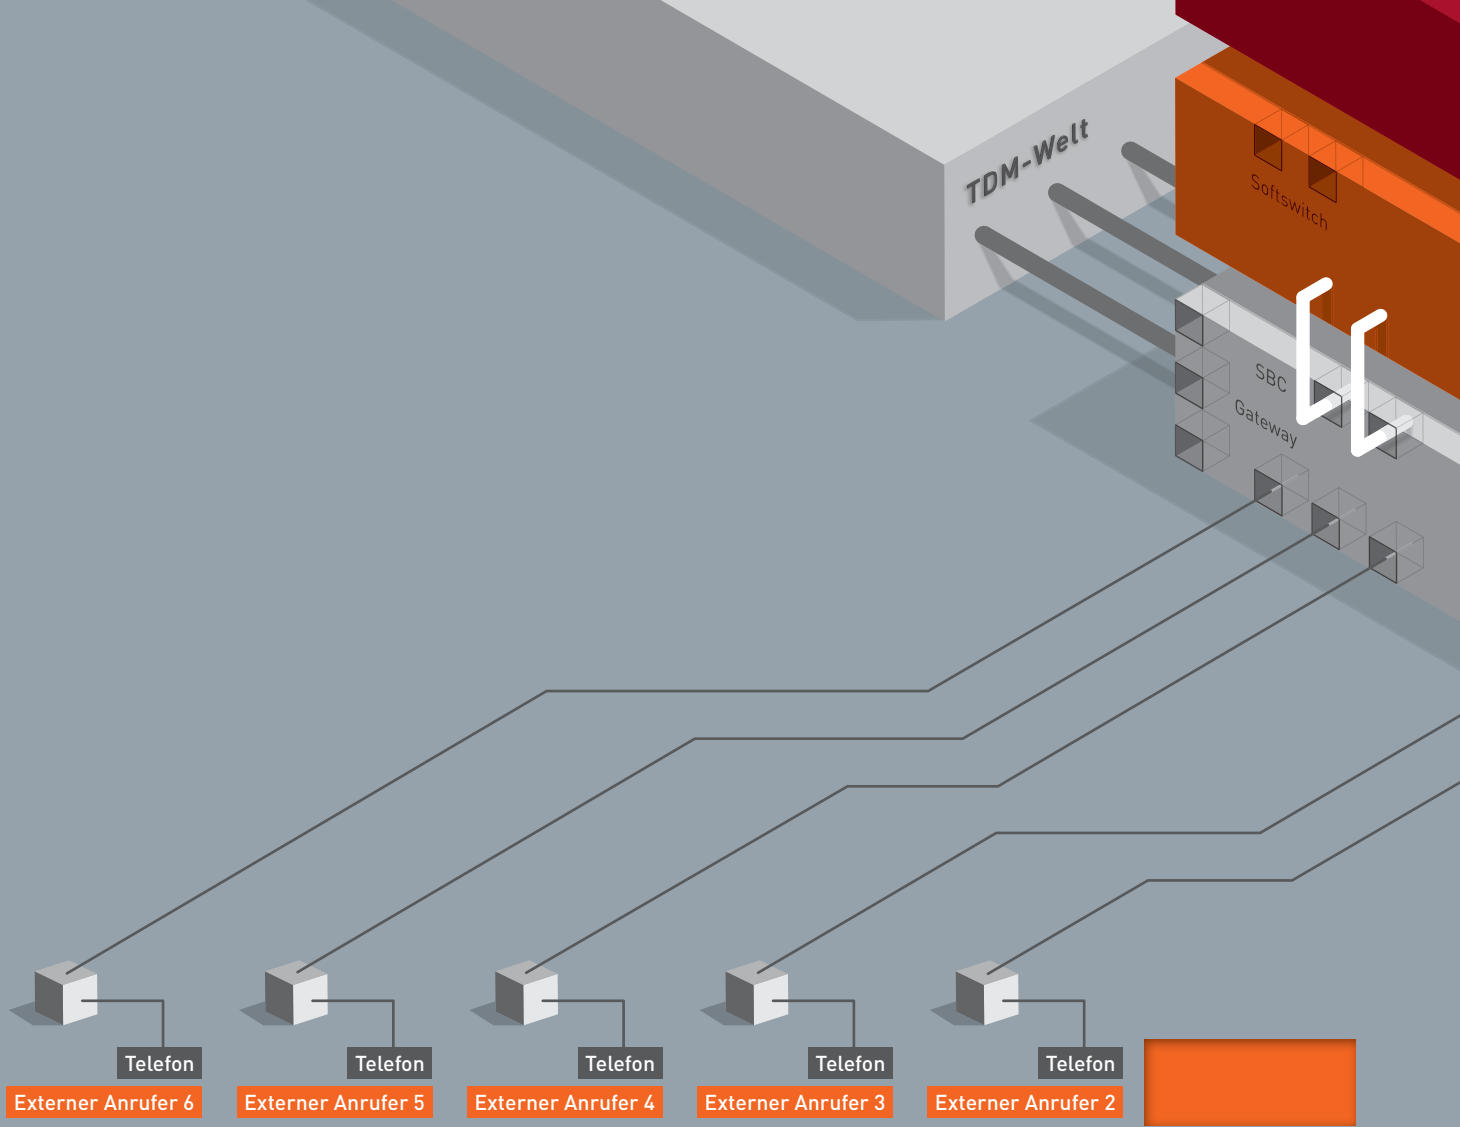 TDM-Welt
Softswitch
SBC
Gateway
Telefon
Telefon
Telefon
Telefon
Telefon
Externer Anrufer 6
Externer Anrufer 5
Externer Anrufer 4
Externer Anrufer 3
Externer Anrufer 2